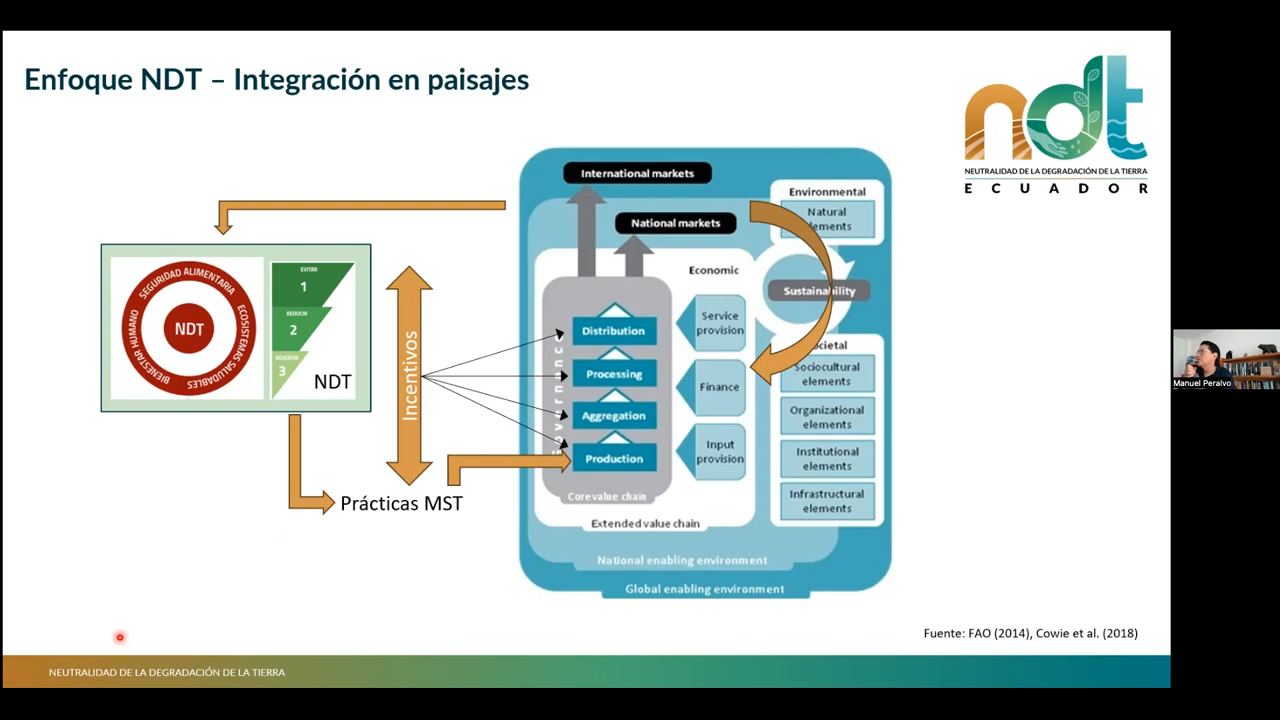 Enfoque NDT – Integración en paisajes
ndt
NEUTRALIDAD DE LA DEGRADACIÓN DE LA TIERRA
ECUADOR
SEGURIDAD ALIMENTARIA
ECOSISTEMAS SALUDABLES
BIENESTAR HUMANO
NDT
EVITAR
1
REDUCIR
2
REVERTIR
3
NDT
Incentivos
Prácticas MST
International markets
National markets
Economic
Distribution
Processing
Aggregation
Production
Core value chain
Service
provision
Finance
Input
provision
Extended value chain
National enabling environment
Global enabling environment
Environmental
Natural
Sustainability
Sociocultural
elements
Organizational
elements
Institutional
elements
Infrastructural
elements
Manuel Peralvo
Fuente: FAO (2014), Cowie et al. (2018)
NEUTRALIDAD DE LA DEGRADACIÓN DE LA TIERRA